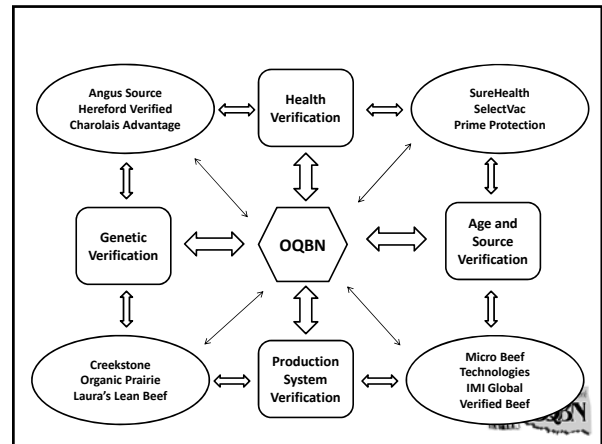 Angus Source
Hereford Verified
Charolais Advantage
Health
Verification
SureHealth
SelectVac
Prime Protection
Genetic
Verification
OQBN
Age and
Source
Verification
Creekstone
Organic Prairie
Laura's Lean Beef
Production
System
Verification
Micro Beef
Technologies
IMI Global
Verified Beef